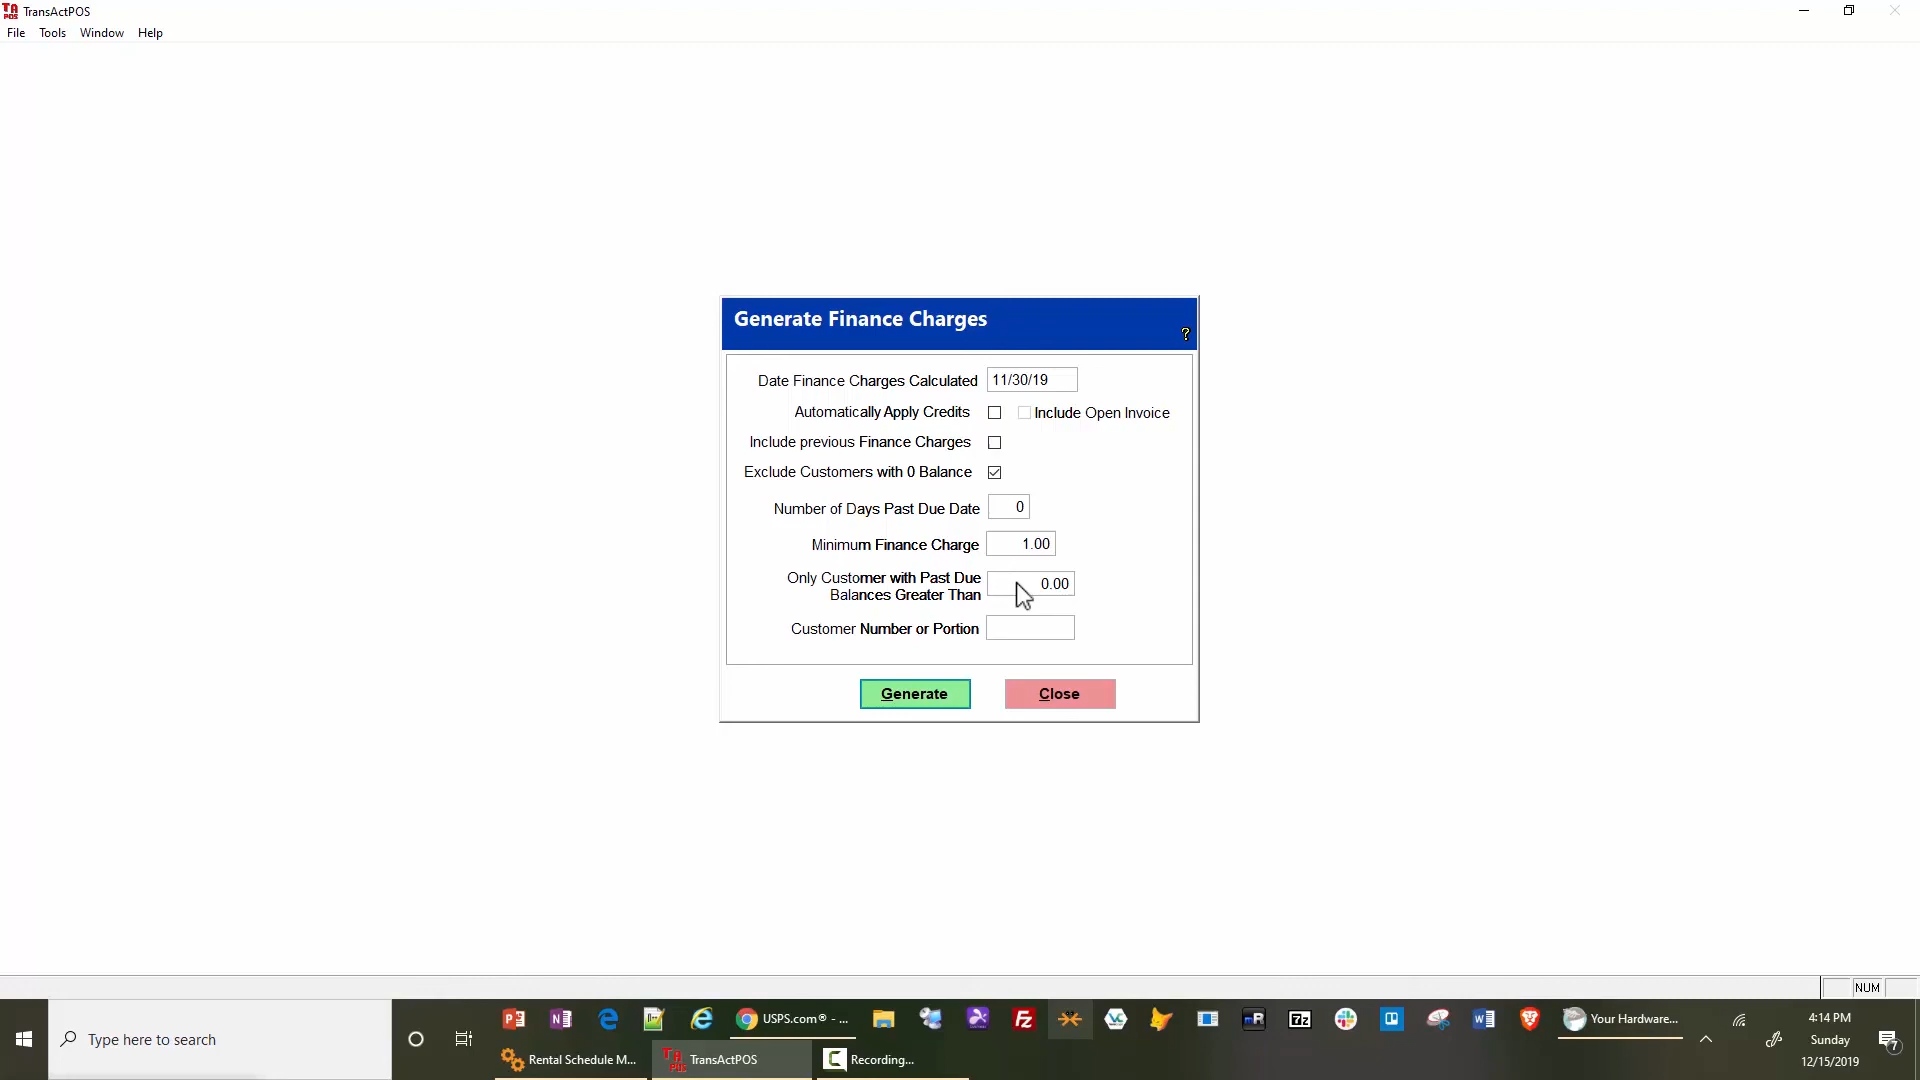 TransActPOS
File Tools Window Help
Generate Finance Charges
?
Date Finance Charges Calculated 11/30/19
Automatically Apply Credits Include Open Invoice
Include previous Finance Charges
Exclude Customers with 0 Balance
Number of Days Past Due Date 0
Minimum Finance Charge 1.00
Only Customer with Past Due
Balances Greater Than 0.00
Customer Number or Portion
Generate Close
NUM
Type here to search
USPS.com® - ...
Your Hardware...
Rental Schedule M...
TransActPOS
Recording...
4:14 PM
Sunday
12/15/2019
7